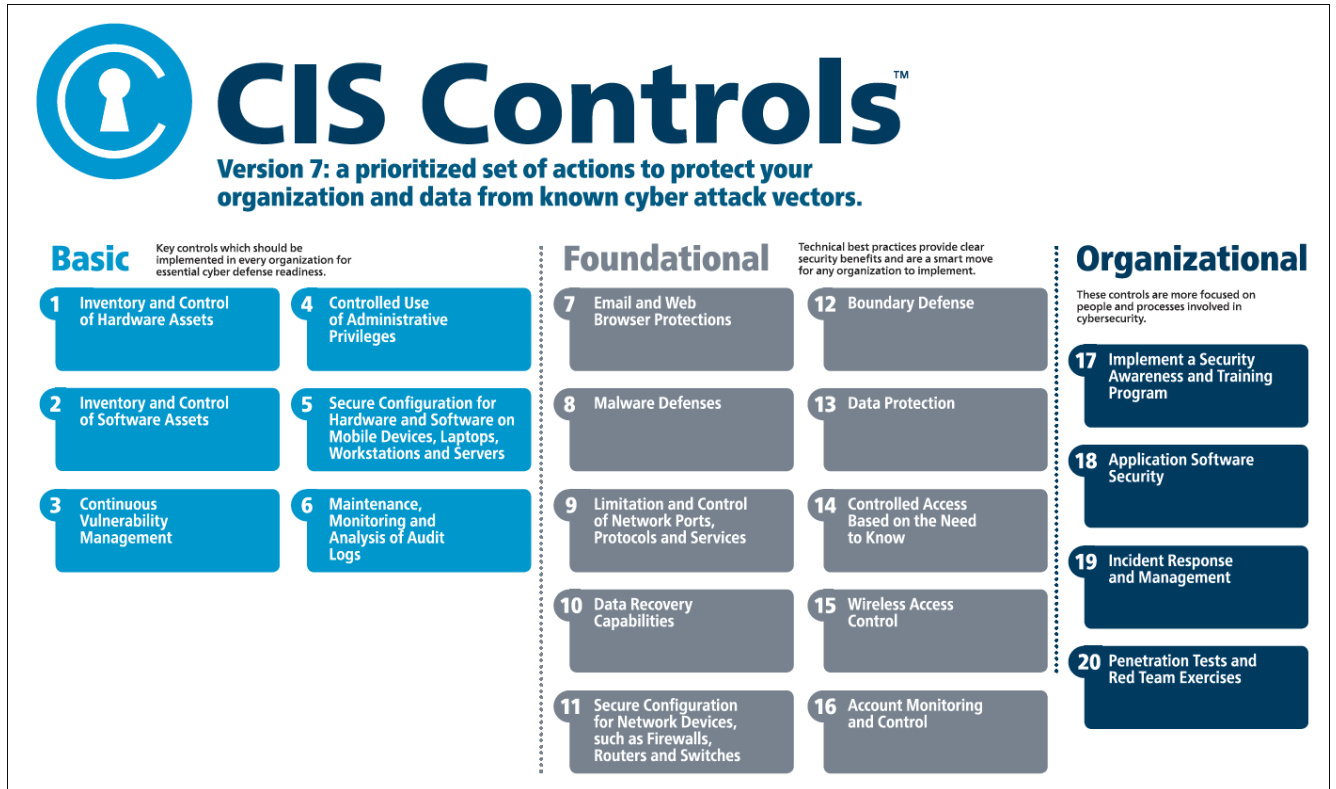 CIS Controls™
Version 7: a prioritized set of actions to protect your
organization and data from known cyber attack vectors.
Basic
Key controls which should be
implemented in every organization for
essential cyber defense readiness.
1
Inventory and Control
of Hardware Assets
2
Inventory and Control
of Software Assets
3
Continuous
Vulnerability
Management
4
Controlled Use
of Administrative
Privileges
5
Secure Configuration for
Hardware and Software on
Mobile Devices, Laptops,
Workstations and Servers
6
Maintenance,
Monitoring and
Analysis of Audit
Logs
Foundational
Technical best practices provide clear
security benefits and are a smart move
for any organization to implement.
7
Email and Web
Browser Protections
8
Malware Defenses
9
Limitation and Control
of Network Ports,
Protocols and Services
10
Data Recovery
Capabilities
11
Secure Configuration
for Network Devices,
such as Firewalls,
Routers and Switches
12
Boundary Defense
13
Data Protection
14
Controlled Access
Based on the Need
to Know
15
Wireless Access
Control
16
Account Monitoring
and Control
Organizational
These controls are more focused on
people and processes involved in
cybersecurity.
17
Implement a Security
Awareness and Training
Program
18
Application Software
Security
19
Incident Response
and Management
20
Penetration Tests and
Red Team Exercises